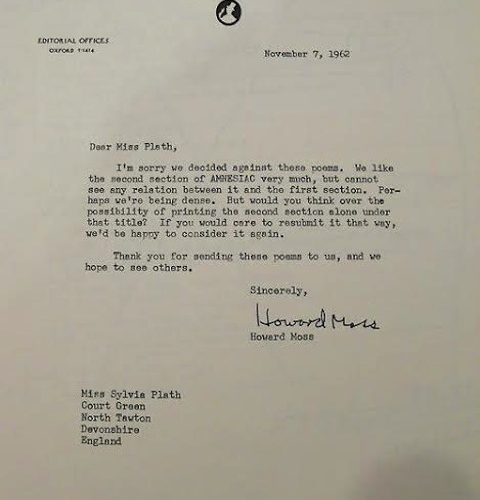 EDITORIAL OFFICES
OXFORD 5-1414
November 7, 1962
Dear Miss Plath,
I'm sorry we decided against these poems. We like
the second section of AMNESIAC very much, but cannot
see any relation between it and the first section. Per-
haps we're being dense. But would you think over the
possibility of printing the second section alone under
that title? If you would care to resubmit it that way,
we'd be happy to consider it again.
Thank you for sending these poems to us, and we
hope to see others.
Sincerely,
Howard Moss
Howard Moss
Miss Sylvia Plath
Court Green
North Tawton
Devonshire
England